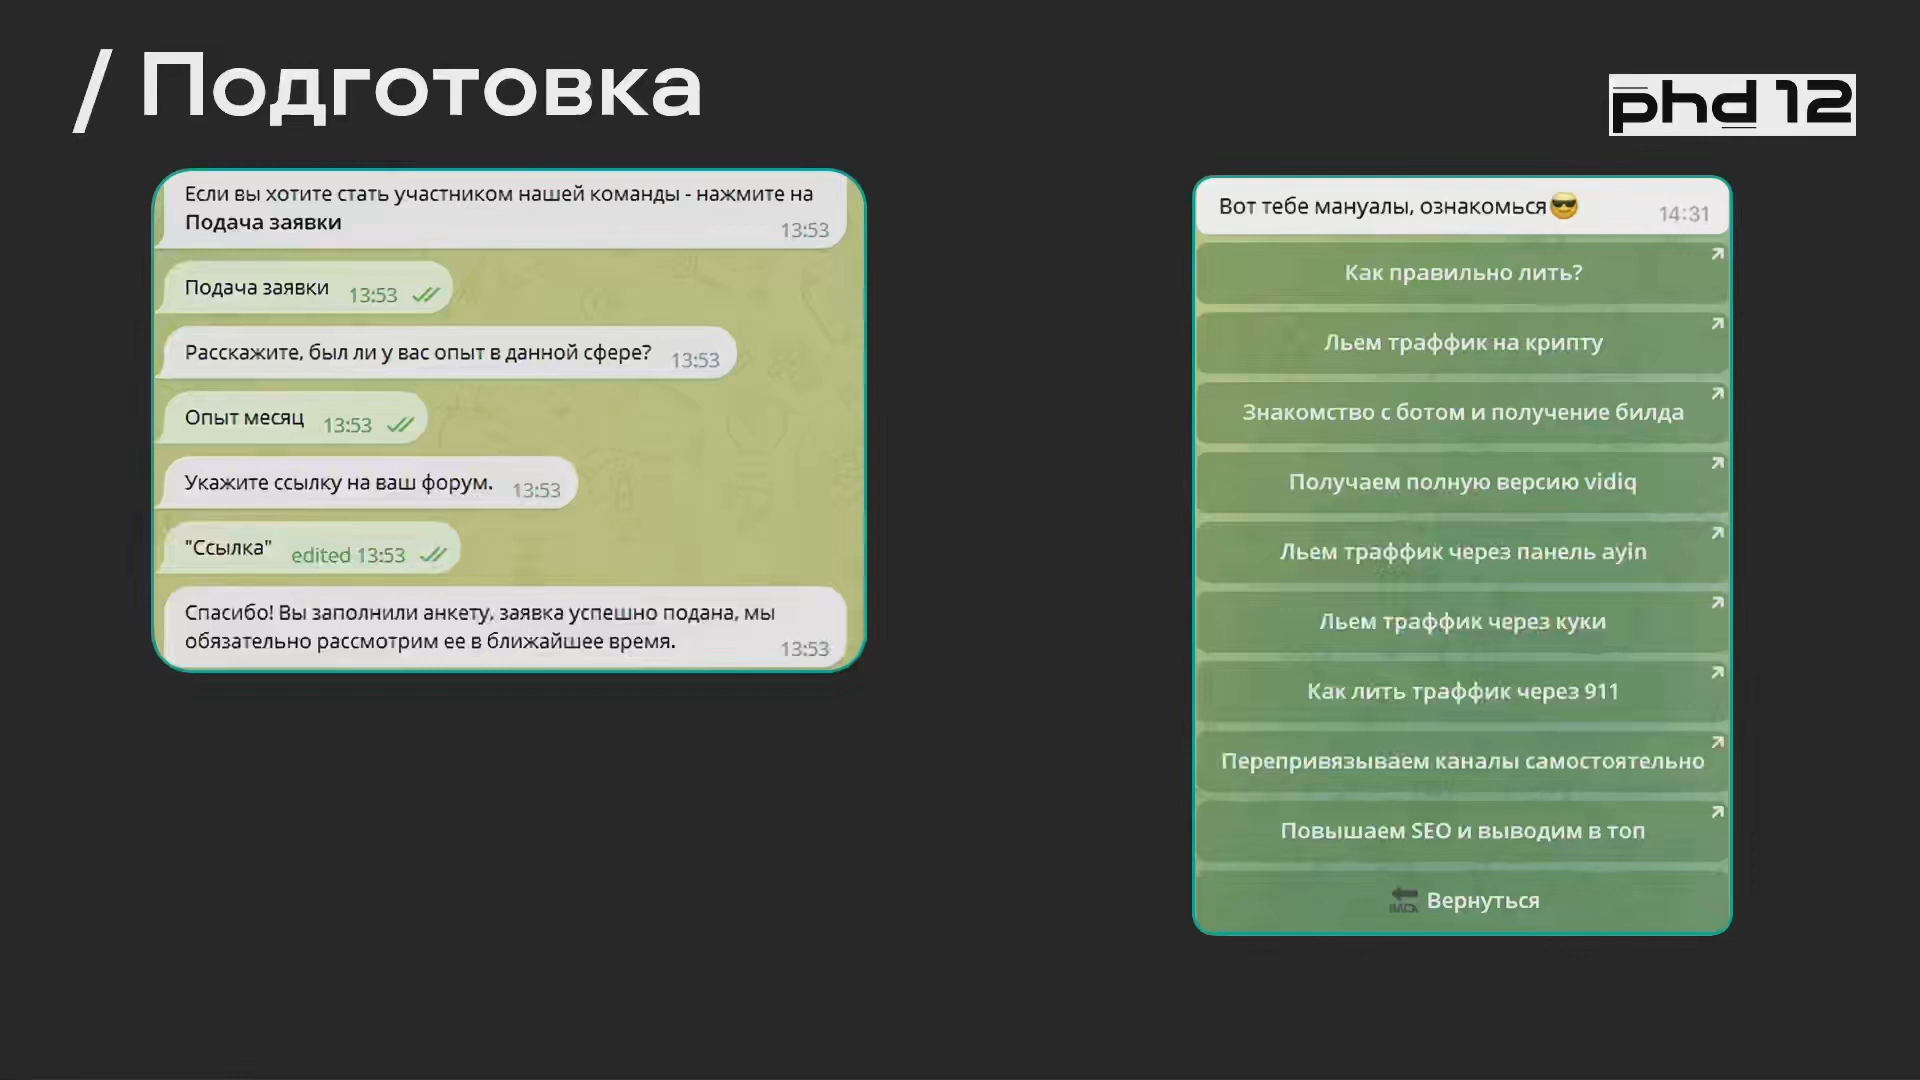 / Подготовка
phd 12
Если вы хотите стать участником нашей команды - нажмите на
Подача заявки
13:53
Подача заявки 13:53
Расскажите, был ли у вас опыт в данной сфере? 13:53
Опыт месяц 13:53
Укажите ссылку на ваш форум. 13:53
"Ссылка" edited 13:53
Спасибо! Вы заполнили анкету, заявка успешно подана, мы
обязательно рассмотрим ее в ближайшее время.
13:53
Вот тебе мануалы, ознакомься😎 14:31
Как правильно лить?
Льем траффик на крипту
Знакомство с ботом и получение билда
Получаем полную версию vidiq
Льем траффик через панель ayin
Льем траффик через куки
Как лить траффик через 911
Перепривязываем каналы самостоятельно
Повышаем SEO и выводим в топ
BACK Вернуться